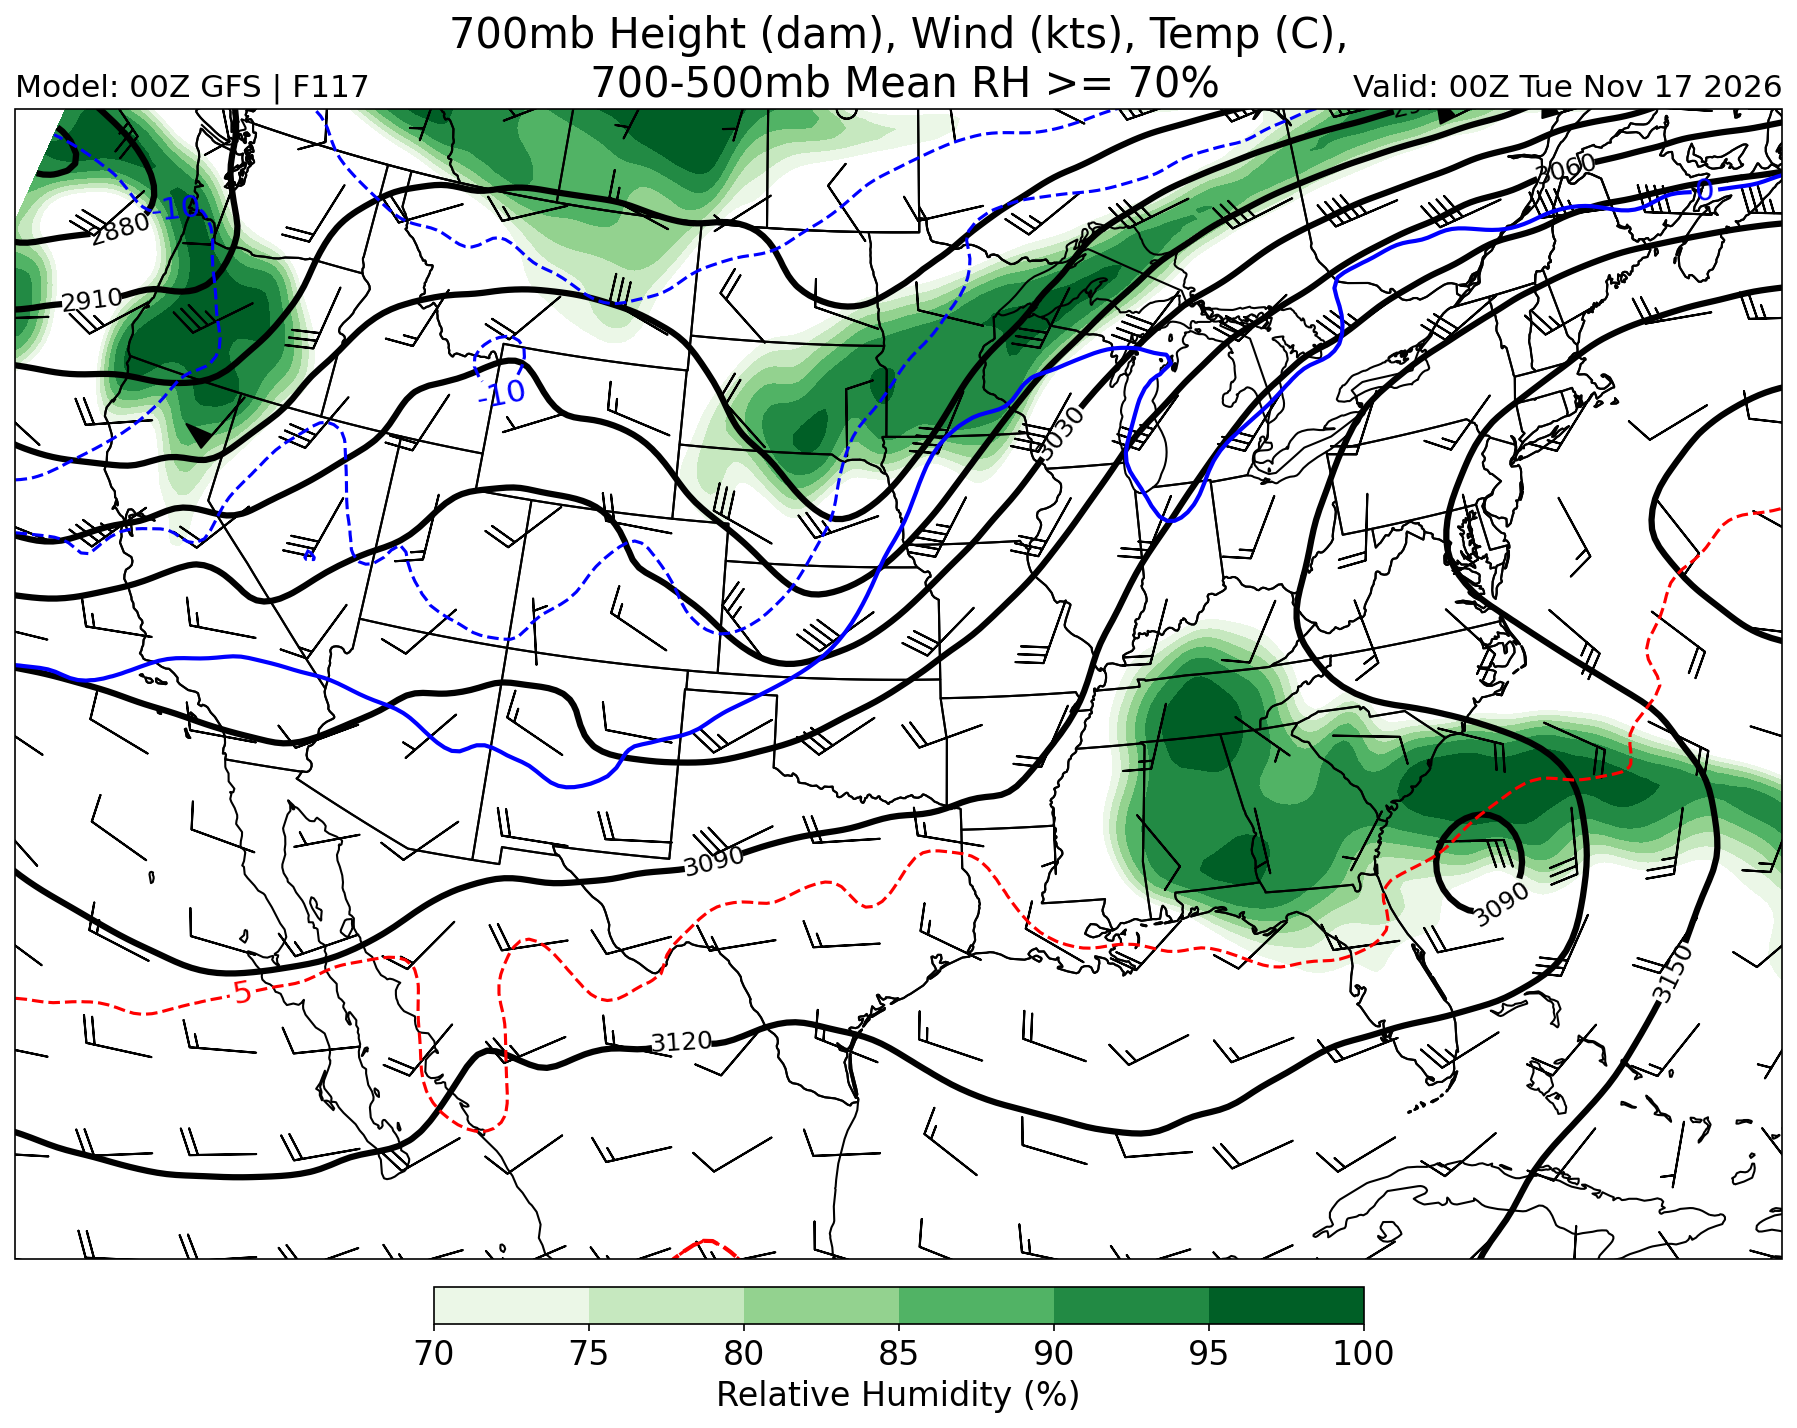 700mb Height (dam), Wind (kts), Temp (C),
700-500mb Mean RH >= 70%
Model: 00Z GFS | F117
Valid: 00Z Tue Nov 17 2026
3060
0
-10
2880
2910
-10
3030
3090
3090
3150
5
3120
70 75 80 85 90 95 100
Relative Humidity (%)